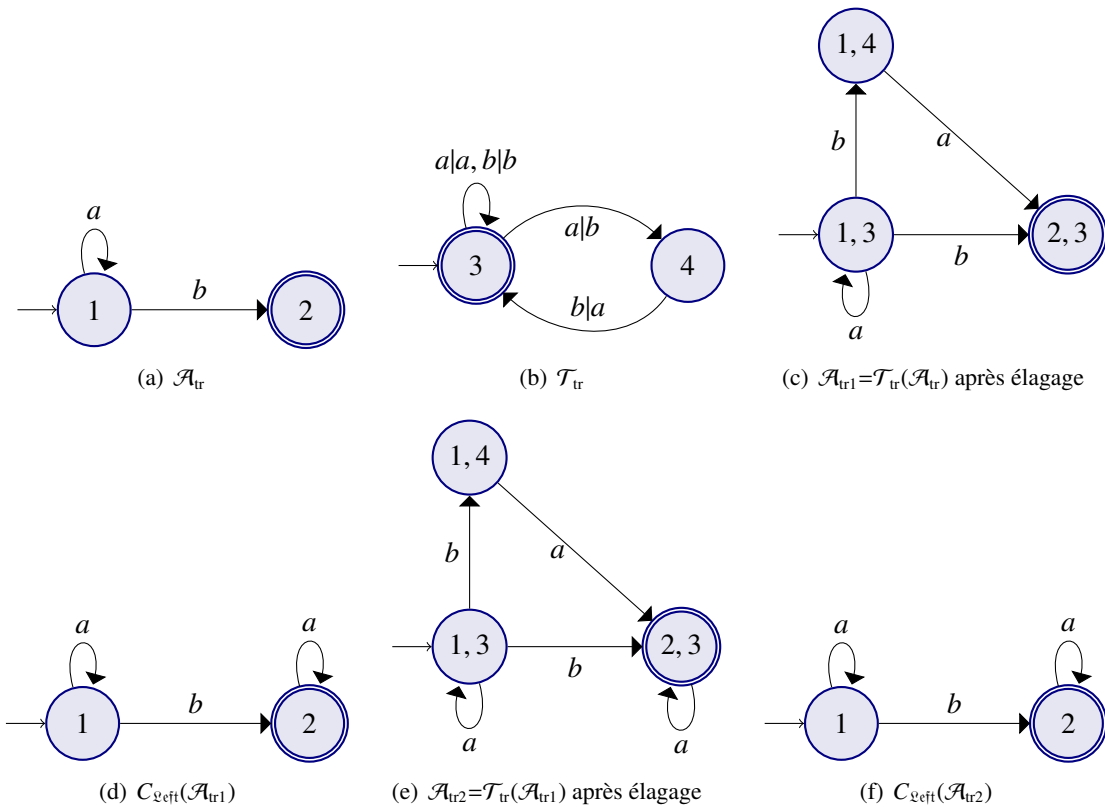 a
b
1
2
(a) 𝒜tr
a|a, b|b
a|b
3
4
b|a
(b) 𝒯tr
1, 4
b
a
1, 3
2, 3
b
a
(c) 𝒜tr1=𝒯tr(𝒜tr) après élagage
a
a
b
1
2
(d) C𝔏𝔢𝔣𝔱(𝒜tr1)
1, 4
b
a
1, 3
2, 3
b
a
a
(e) 𝒜tr2=𝒯tr(𝒜tr1) après élagage
a
a
b
1
2
(f) C𝔏𝔢𝔣𝔱(𝒜tr2)